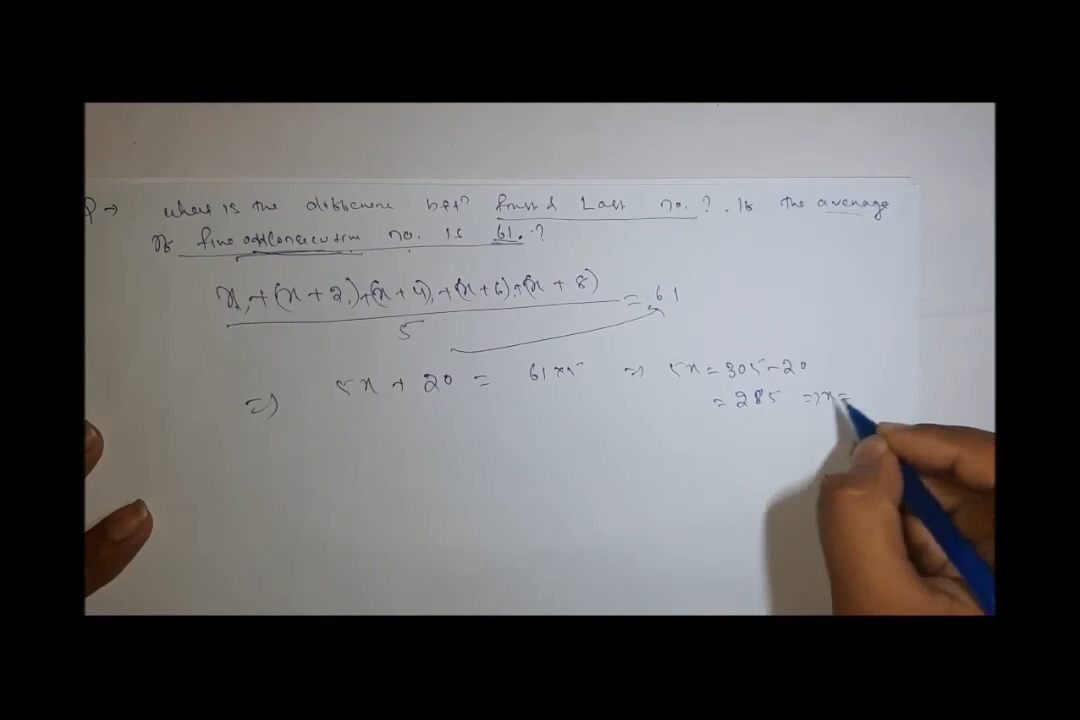 Q → what is the difference betn first & Last no.? . If the average
of five odd consecutive no. is 61. ?
x + (x + 2) + (x + 4) + (x + 6) + (x + 8) = 61
5
⇒ 5x + 20 = 61 x 5 ⇒ 5x = 305 - 20
= 285 ⇒ x =